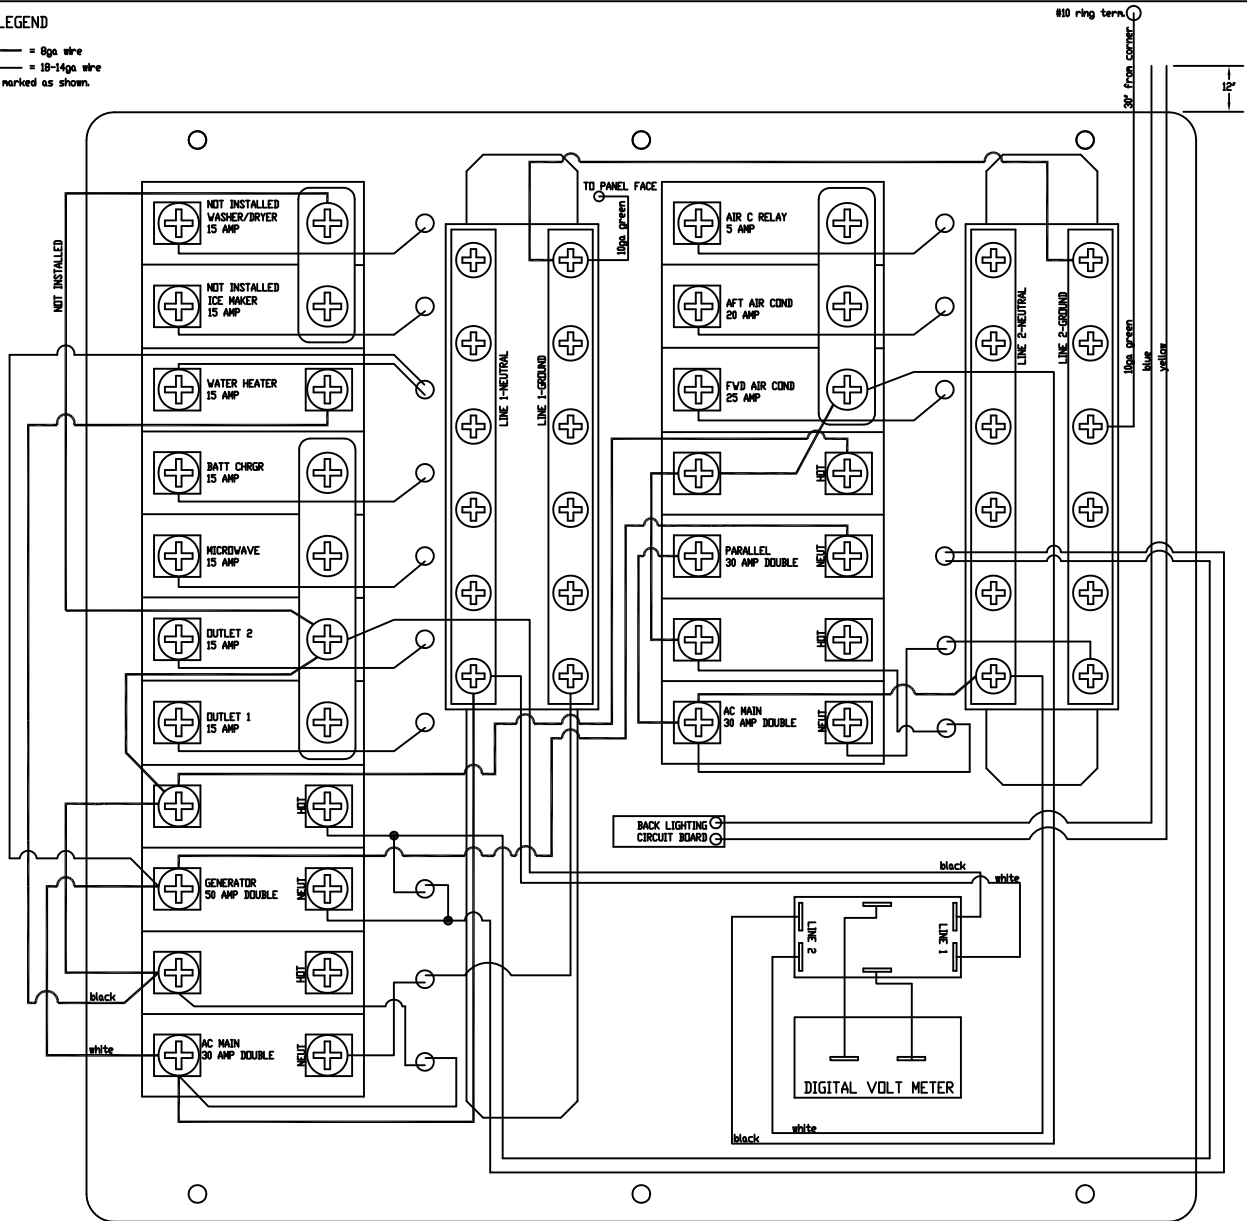 LEGEND
= 8ga wire
= 18-14ga wire
marked as shown.
#10 ring term.
30" from corner
12"
10ga green
blue
yellow
NOT INSTALLED
NOT INSTALLED
WASHER/DRYER
15 AMP
NOT INSTALLED
ICE MAKER
15 AMP
WATER HEATER
15 AMP
BATT CHRGR
15 AMP
MICROWAVE
15 AMP
OUTLET 2
15 AMP
OUTLET 1
15 AMP
HOT
GENERATOR
50 AMP DOUBLE
NEUT
HOT
black
AC MAIN
30 AMP DOUBLE
NEUT
white
LINE 1-NEUTRAL
LINE 1-GROUND
TO PANEL FACE
10ga green
AIR C RELAY
5 AMP
AFT AIR COND
20 AMP
FWD AIR COND
25 AMP
HOT
PARALLEL
30 AMP DOUBLE
NEUT
HOT
AC MAIN
30 AMP DOUBLE
NEUT
LINE 2-NEUTRAL
LINE 2-GROUND
BACK LIGHTING
CIRCUIT BOARD
black
white
LINE 2
LINE 1
DIGITAL VOLT METER
white
black